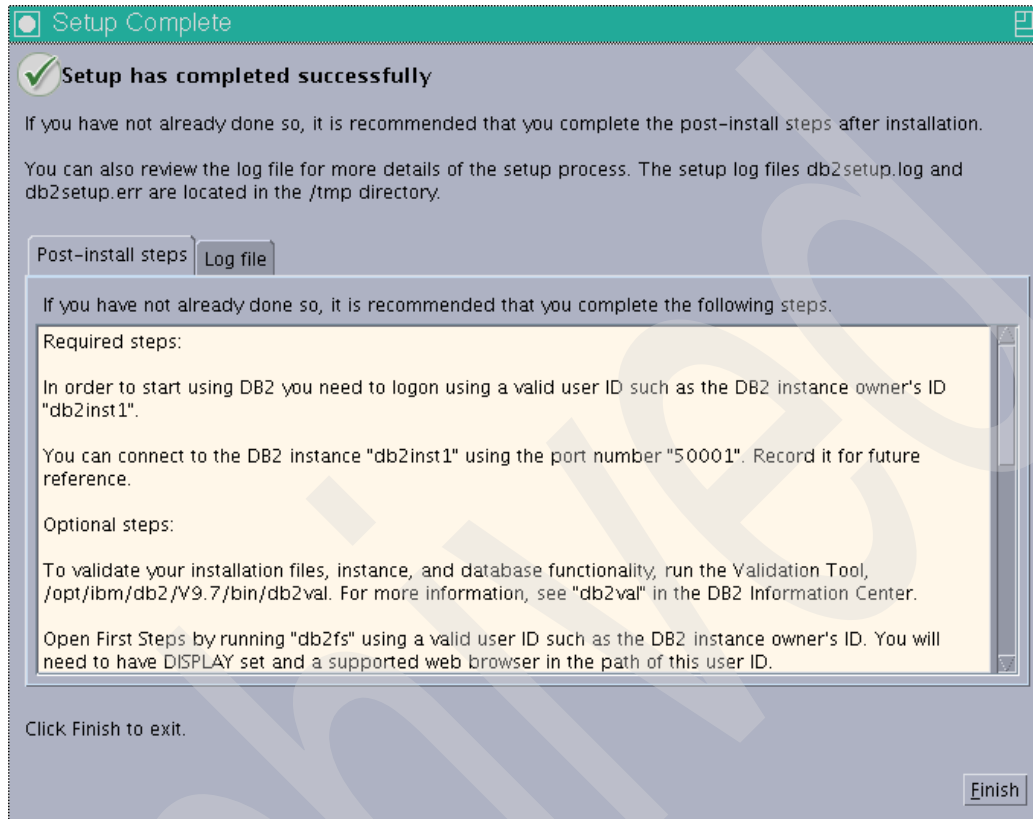 Setup Complete
Setup has completed successfully
If you have not already done so, it is recommended that you complete the post-install steps after installation.
You can also review the log file for more details of the setup process. The setup log files db2setup.log and
db2setup.err are located in the /tmp directory.
Post-install steps
Log file
If you have not already done so, it is recommended that you complete the following steps.
Required steps:
In order to start using DB2 you need to logon using a valid user ID such as the DB2 instance owner's ID
"db2inst1".
You can connect to the DB2 instance "db2inst1" using the port number "50001". Record it for future
reference.
Optional steps:
To validate your installation files, instance, and database functionality, run the Validation Tool,
/opt/ibm/db2/V9.7/bin/db2val. For more information, see "db2val" in the DB2 Information Center.
Open First Steps by running "db2fs" using a valid user ID such as the DB2 instance owner's ID. You will
need to have DISPLAY set and a supported web browser in the path of this user ID.
Click Finish to exit.
Finish